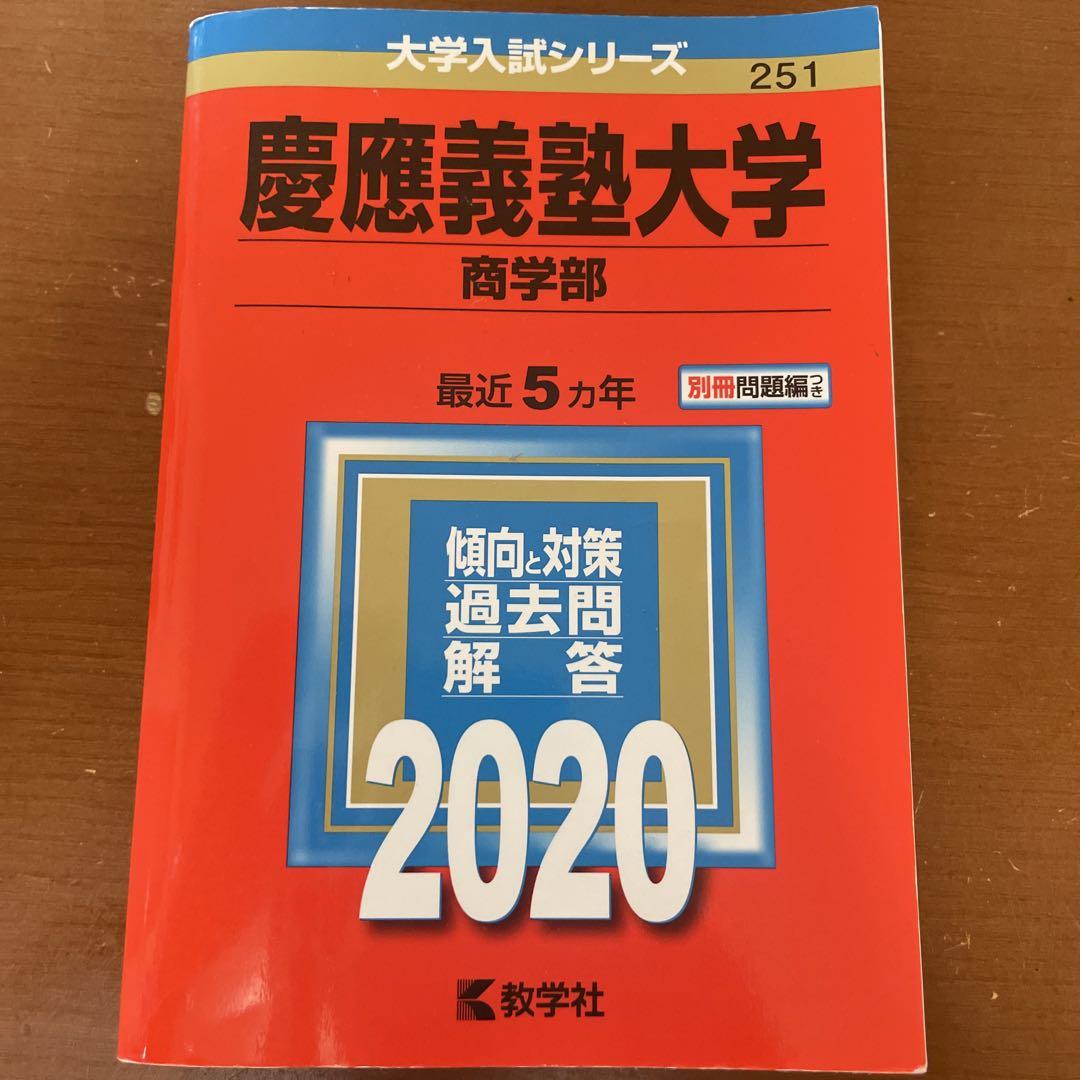 大学入試シリーズ
251
慶應義塾大学
商学部
最近5ヵ年
別冊問題編つき
傾向と対策
過去問
解答
2020
教学社